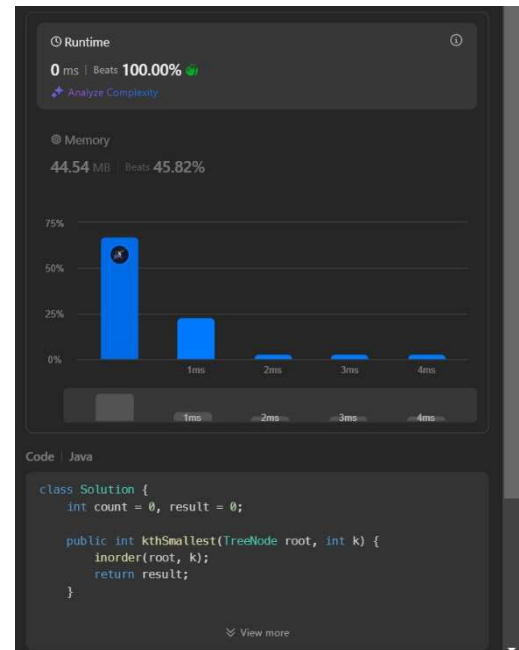 Runtime
0 ms | Beats 100.00%
Analyze Complexity
Memory
44.54 MB | Beats 45.82%
75%
50%
25%
0%
1ms 2ms 3ms 4ms
1ms 2ms 3ms 4ms
Code | Java
class Solution {
    int count = 0, result = 0;
    public int kthSmallest(TreeNode root, int k) {
        inorder(root, k);
        return result;
    }
View more